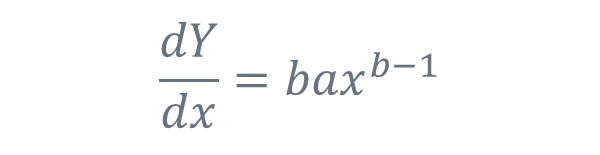 dY/dx = bax^{b−1}